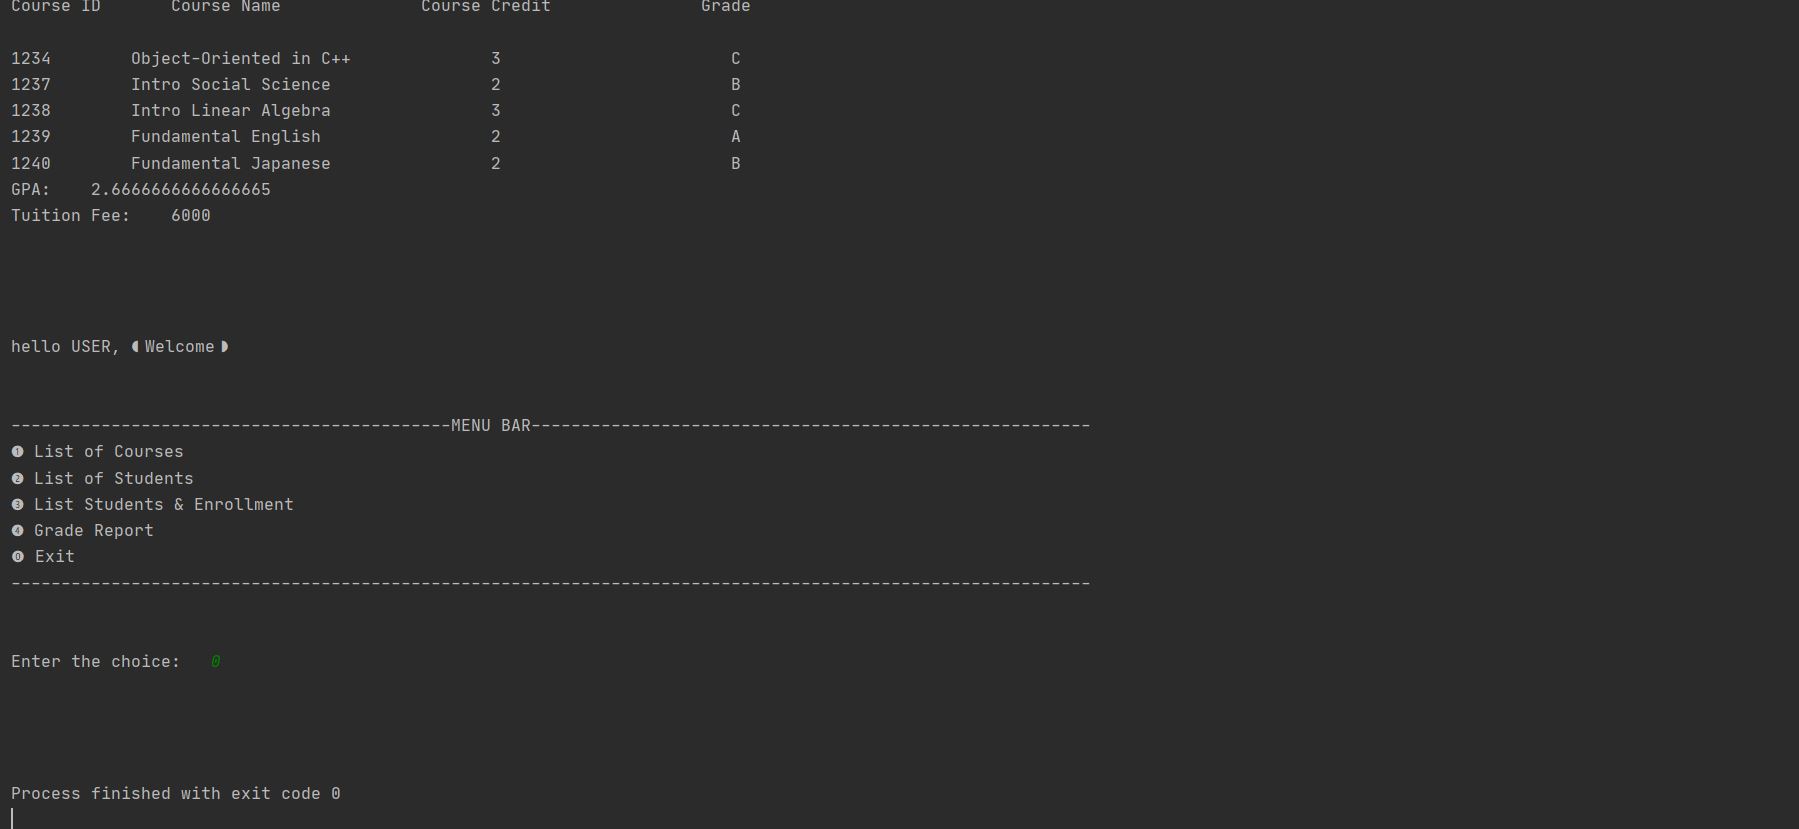 Course ID       Course Name              Course Credit               Grade
1234        Object-Oriented in C++              3                       C
1237        Intro Social Science                2                       B
1238        Intro Linear Algebra                3                       C
1239        Fundamental English                 2                       A
1240        Fundamental Japanese                2                       B
GPA:    2.6666666666666665
Tuition Fee:    6000
hello USER, ◖Welcome◗
--------------------------------------------MENU BAR--------------------------------------------------------
❶ List of Courses
❷ List of Students
❸ List Students & Enrollment
❹ Grade Report
⓿ Exit
------------------------------------------------------------------------------------------------------------
Enter the choice:   0
Process finished with exit code 0